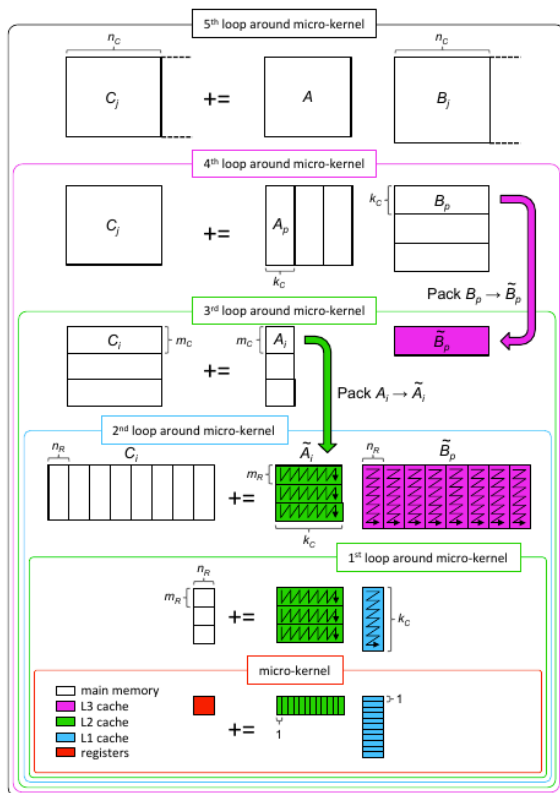 5th loop around micro-kernel
nC nC
Cj += A Bj
4th loop around micro-kernel
Cj += Ap kC Bp
kC
Pack Bp → B̃p
3rd loop around micro-kernel
Ci mC += mC Ai B̃p
Pack Ai → Ãi
2nd loop around micro-kernel
nR Ci Ãi nR B̃p
mR
+=
kC
1st loop around micro-kernel
nR
mR += kC
micro-kernel
main memory
L3 cache
L2 cache
L1 cache
registers
+=
1
1